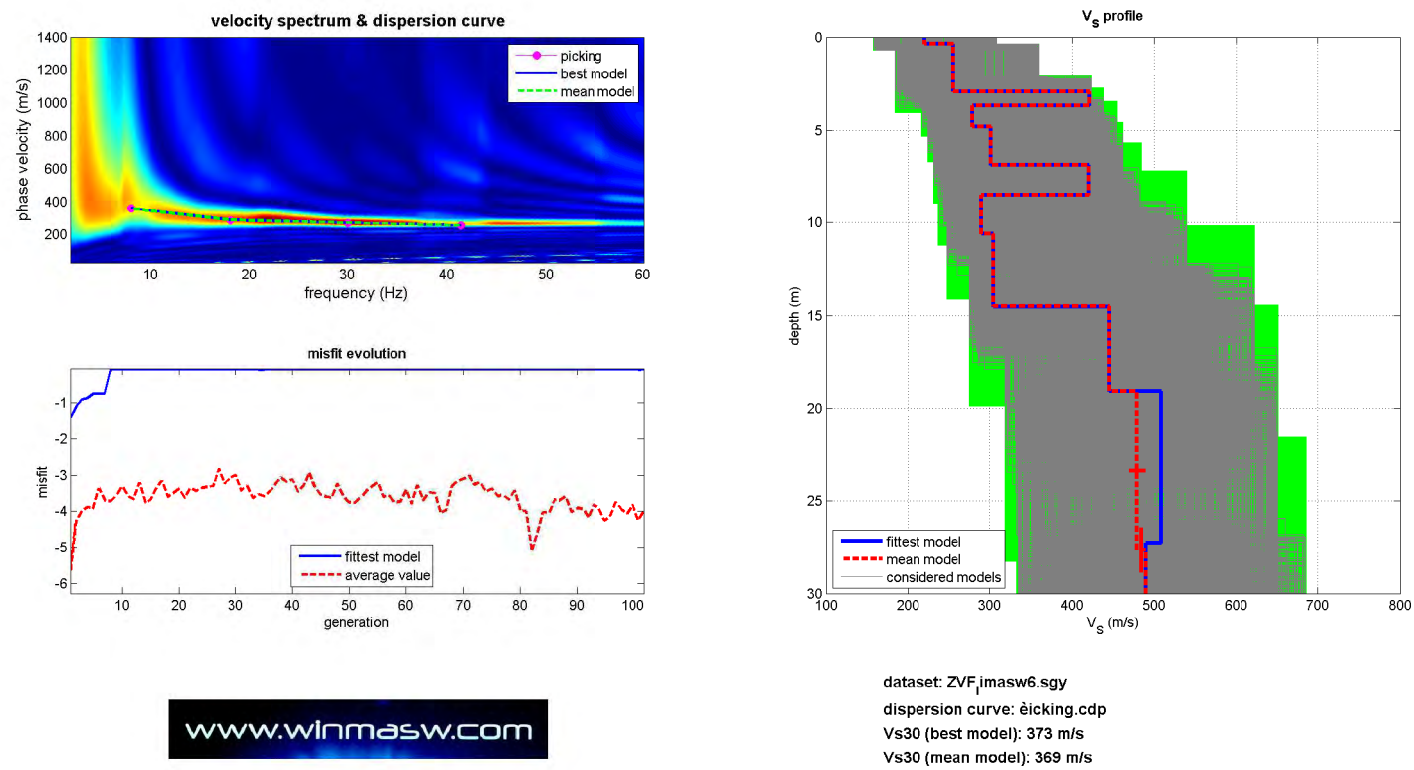 velocity spectrum & dispersion curve
1400
1200
1000
800
600
400
200
phase velocity (m/s)
picking
best model
mean model
10
20
30
40
50
60
frequency (Hz)
misfit evolution
-1
-2
-3
-4
-5
-6
misfit
fittest model
average value
10
20
30
40
50
60
70
80
90
100
generation
www.winmasw.com
VS profile
0
5
10
15
20
25
30
depth (m)
fittest model
mean model
considered models
100
200
300
400
500
600
700
800
VS (m/s)
dataset: ZVFlimasw6.sgy
dispersion curve: èicking.cdp
Vs30 (best model): 373 m/s
Vs30 (mean model): 369 m/s